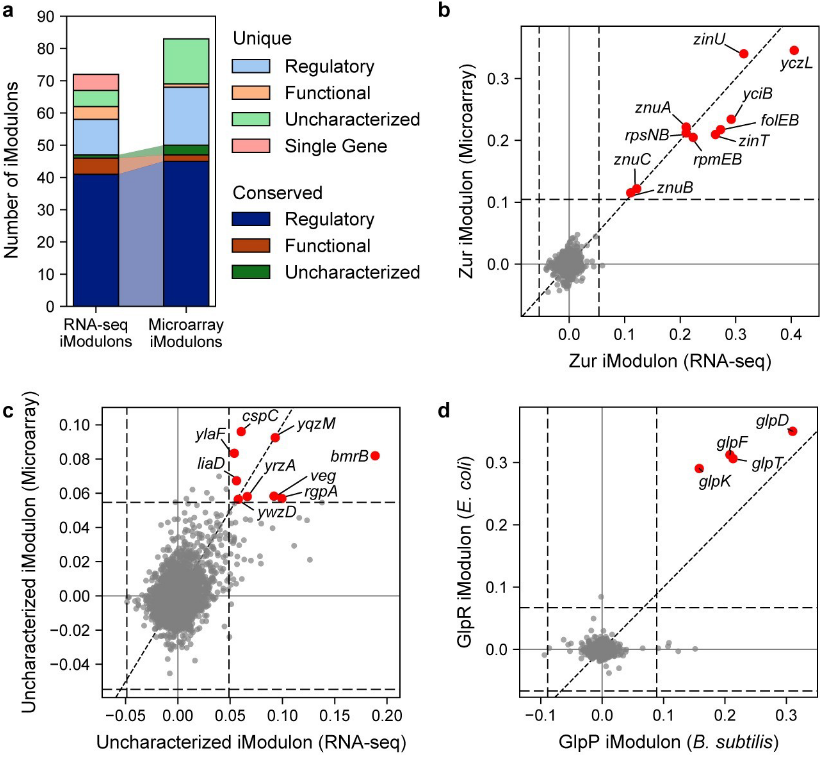 a
90
80
70
60
50
40
30
20
10
0
Number of iModulons
RNA-seq
iModulons
Microarray
iModulons
Unique
Regulatory
Functional
Uncharacterized
Single Gene
Conserved
Regulatory
Functional
Uncharacterized
b
0.3
0.2
0.1
0.0
Zur iModulon (Microarray)
zinU
yczL
znuA
yciB
folEB
rpsNB
zinT
rpmEB
znuC
znuB
0.0 0.1 0.2 0.3 0.4
Zur iModulon (RNA-seq)
c
0.10
0.08
0.06
0.04
0.02
0.00
−0.02
−0.04
Uncharacterized iModulon (Microarray)
cspC
yqzM
ylaF
bmrB
liaD
yrzA
veg
rgpA
ywzD
−0.05 0.00 0.05 0.10 0.15 0.20
Uncharacterized iModulon (RNA-seq)
d
0.3
0.2
0.1
0.0
GlpR iModulon (E. coli)
glpD
glpF
glpT
glpK
−0.1 0.0 0.1 0.2 0.3
GlpP iModulon (B. subtilis)